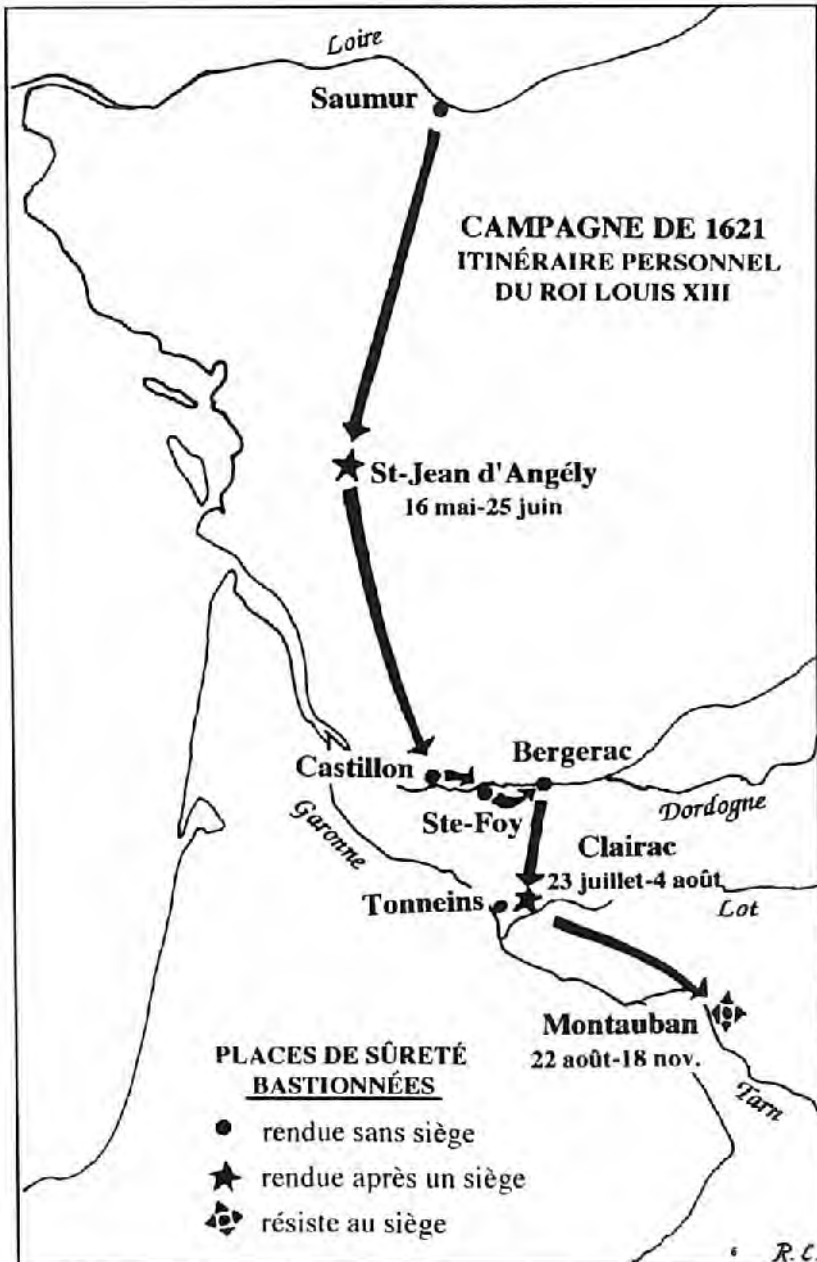 Loire
Saumur
CAMPAGNE DE 1621
ITINÉRAIRE PERSONNEL
DU ROI LOUIS XIII
St-Jean d'Angély
16 mai-25 juin
Castillon
Bergerac
Ste-Foy
Dordogne
Garonne
Clairac
23 juillet-4 août
Tonneins
Lot
Montauban
22 août-18 nov.
Tarn
PLACES DE SÛRETÉ
BASTIONNÉES
rendue sans siège
rendue après un siège
résiste au siège
6 R.C.